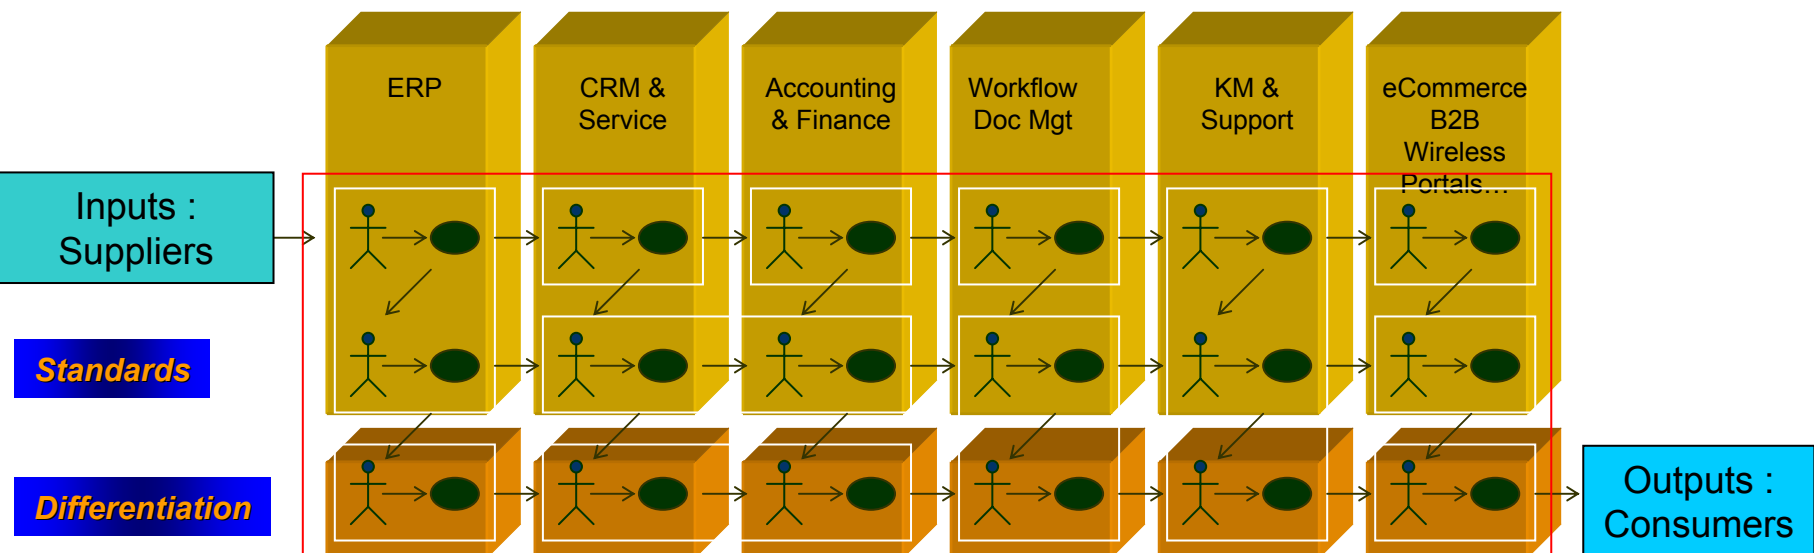 ERP
CRM &
Service
Accounting
& Finance
Workflow
Doc Mgt
KM &
Support
eCommerce
B2B
Wireless
Portals...
Inputs :
Suppliers
Standards
Differentiation
Outputs :
Consumers